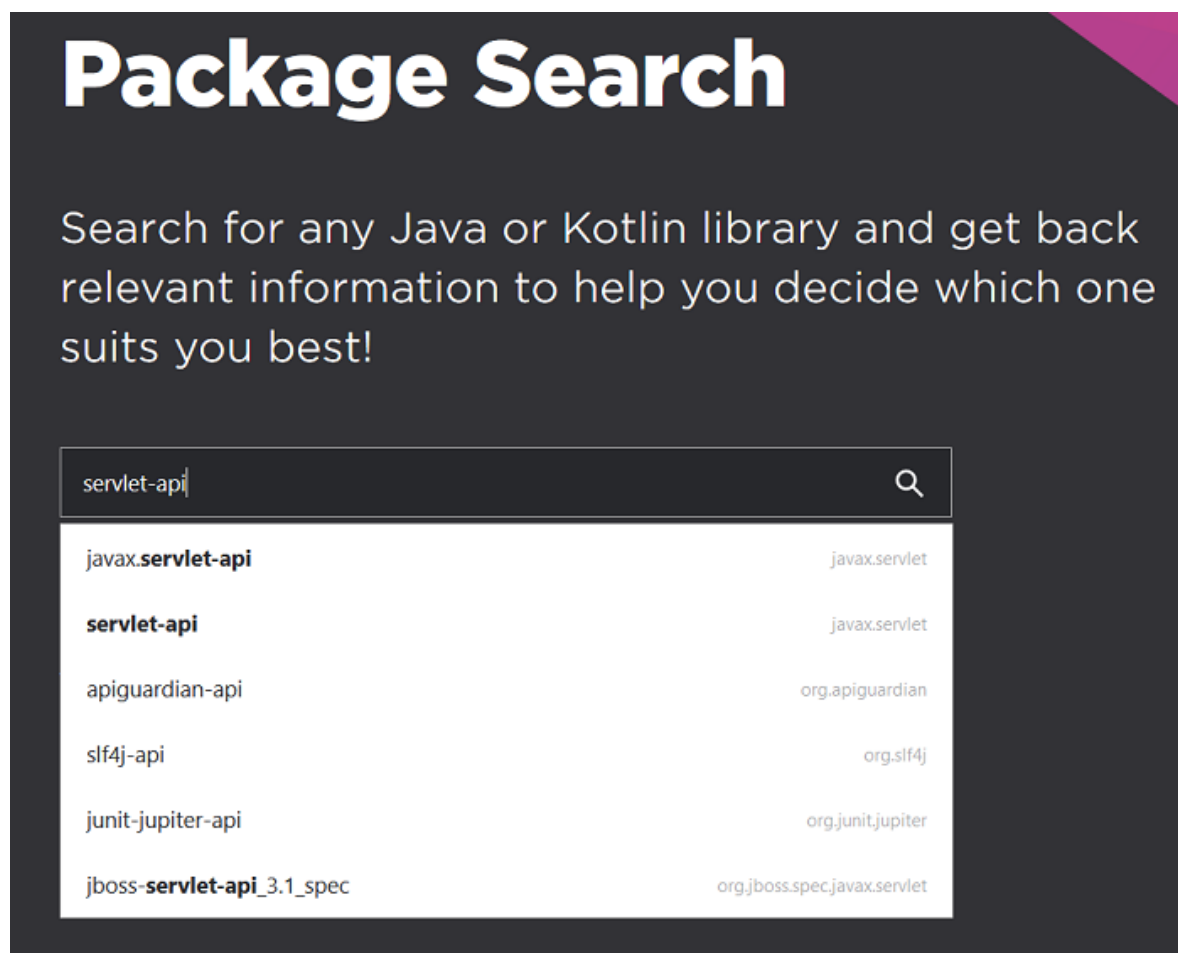 Package Search
Search for any Java or Kotlin library and get back
relevant information to help you decide which one
suits you best!
servlet-api
javax.servlet-api javax.servlet
servlet-api javax.servlet
apiguardian-api org.apiguardian
slf4j-api org.slf4j
junit-jupiter-api org.junit.jupiter
jboss-servlet-api_3.1_spec org.jboss.spec.javax.servlet